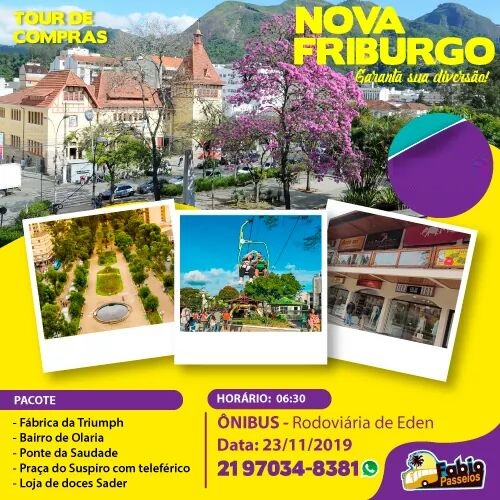 TOUR DE
COMPRAS
NOVA
FRIBURGO
Garanta sua diversão!
PACOTE
- Fábrica da Triumph
- Bairro de Olaria
- Ponte da Saudade
- Praça do Suspiro com teleférico
- Loja de doces Sader
HORÁRIO: 06:30
ÔNIBUS - Rodoviária de Eden
Data: 23/11/2019
21 97034-8381
Fabio
Passeios